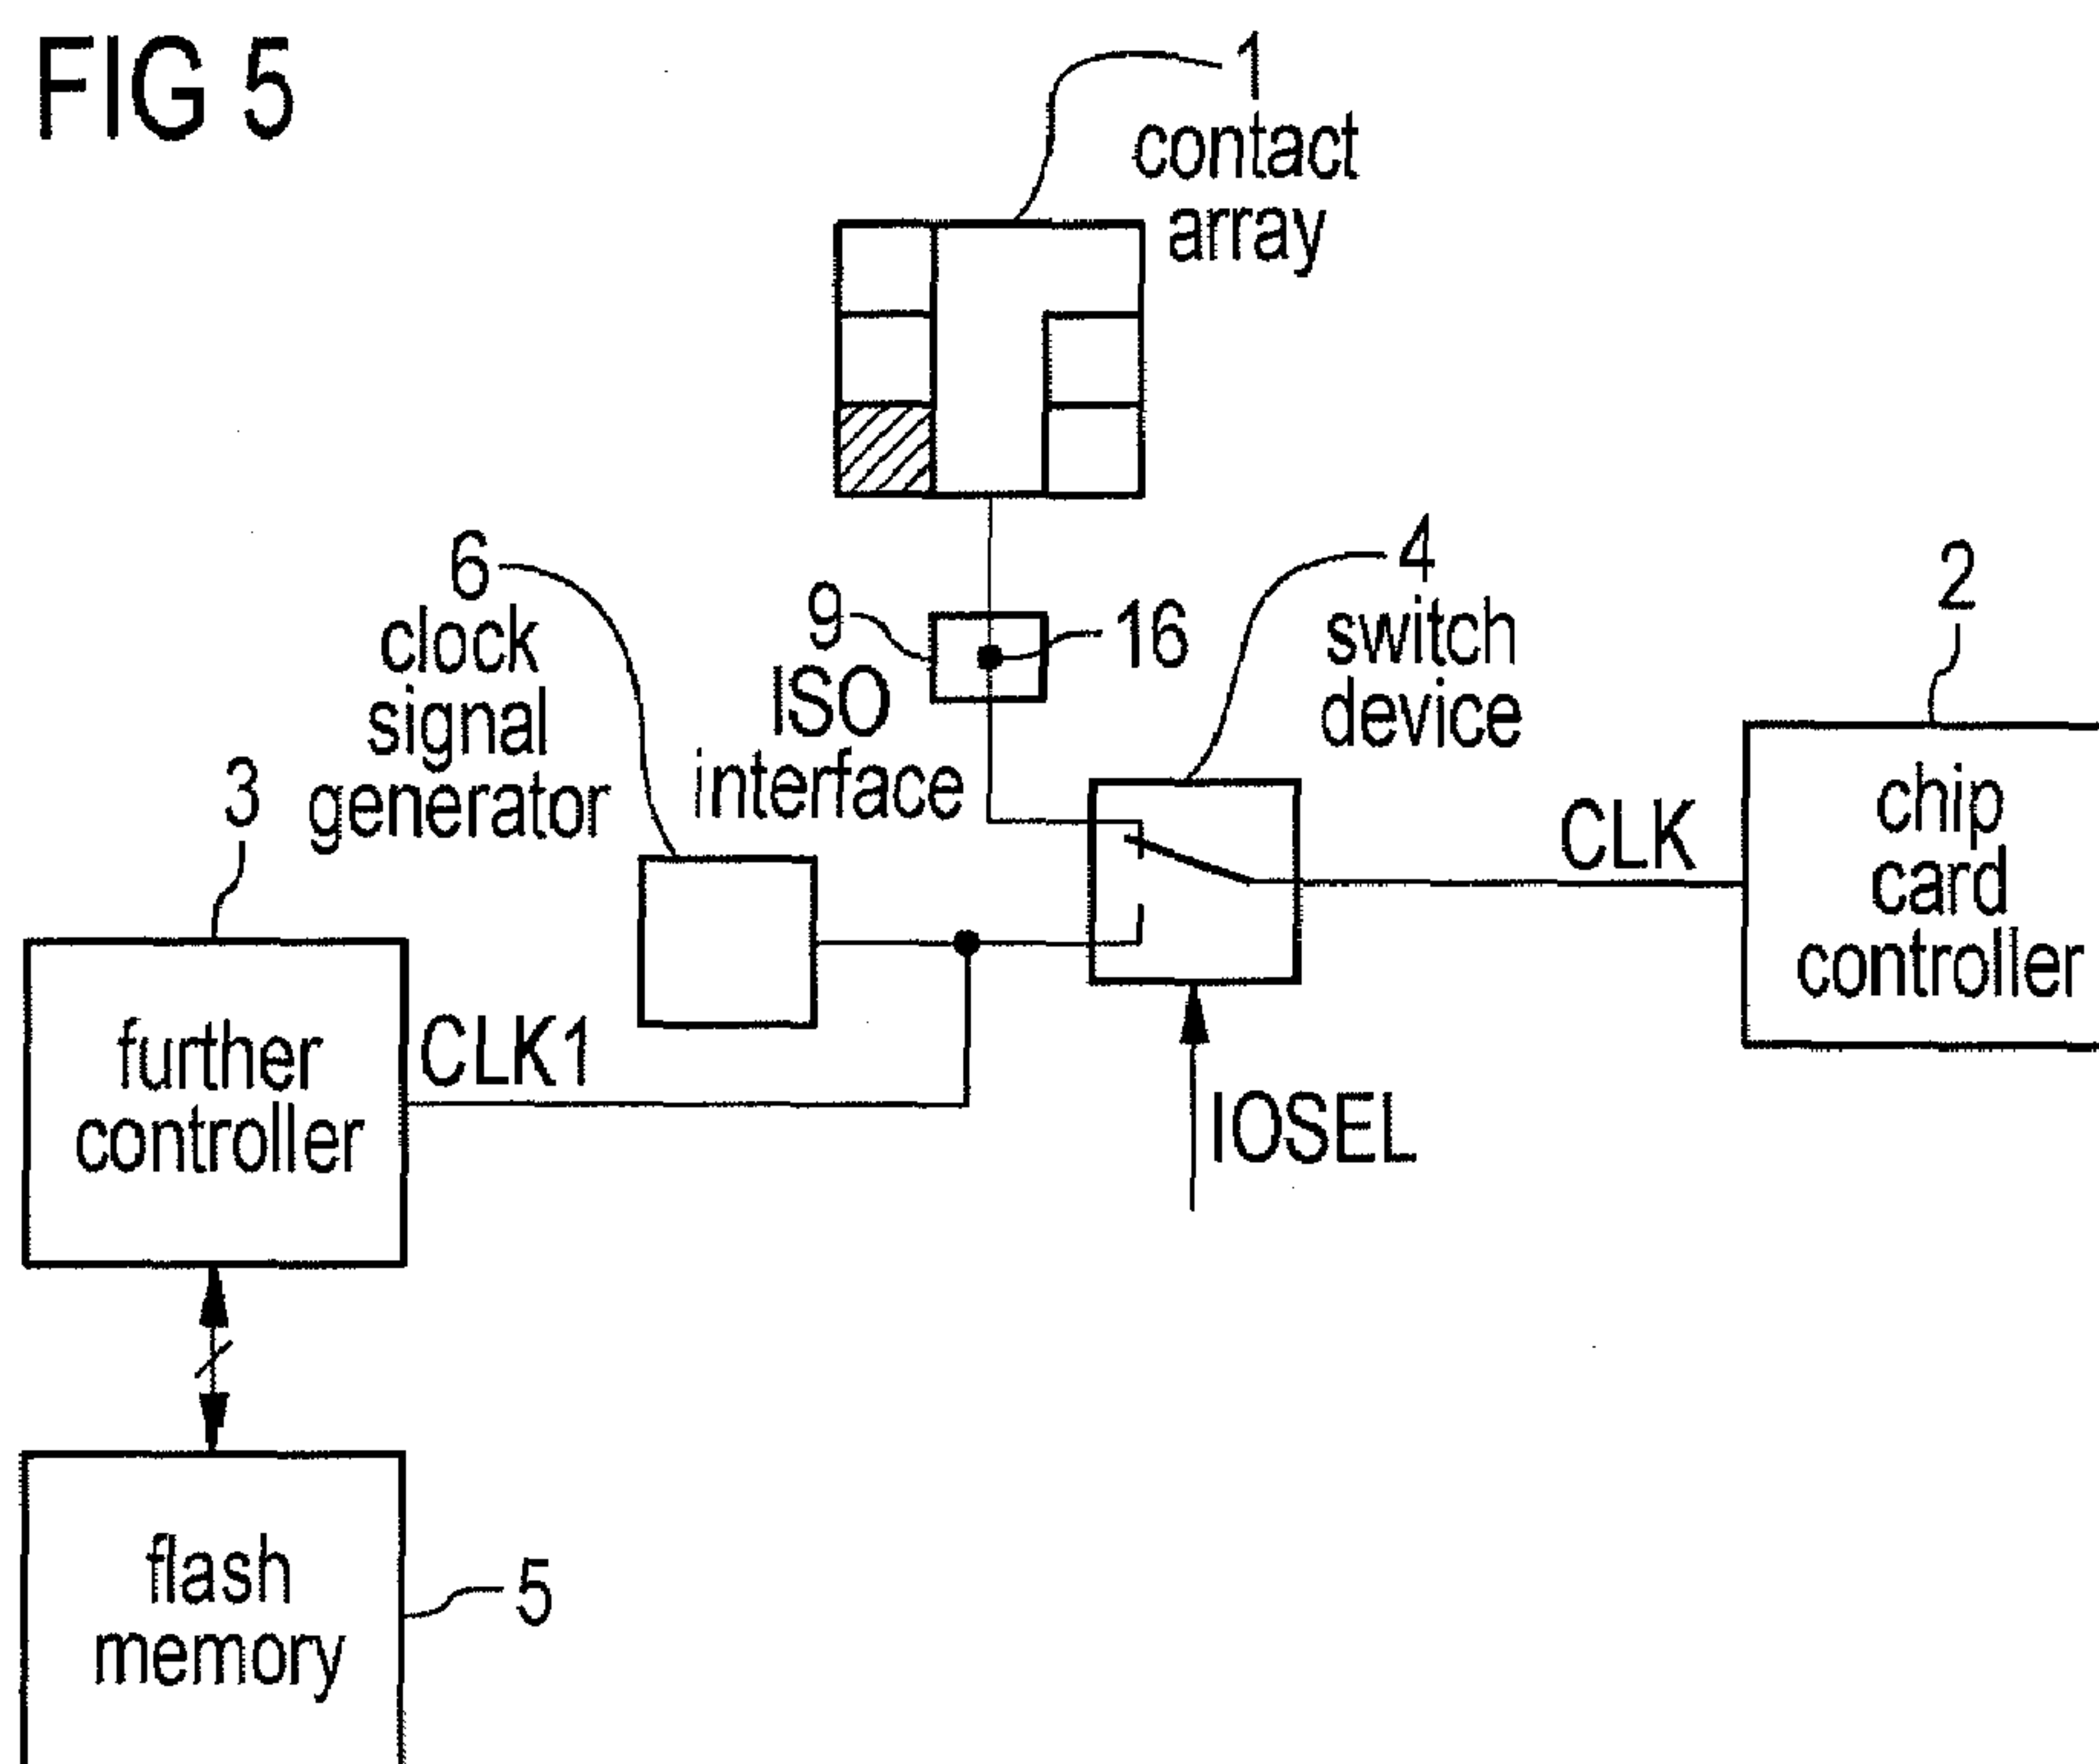 FIG 5
1
contact
array
6
clock
signal
generator
9
ISO
interface
16
4
switch
device
2
chip
card
controller
CLK
3
further
controller
CLK1
IOSEL
flash
memory
5